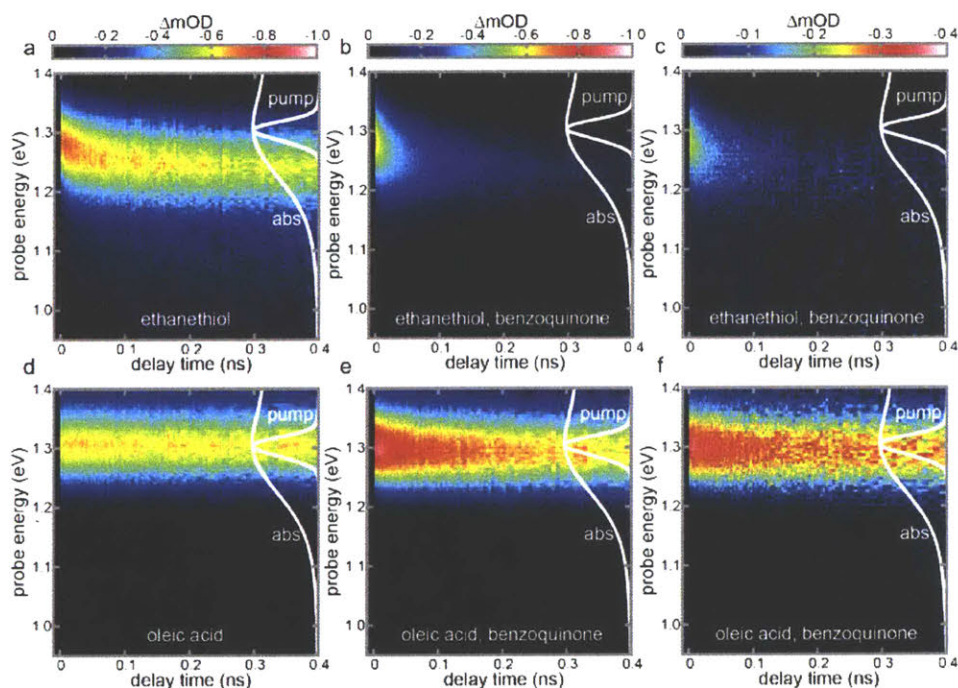 ΔmOD ΔmOD ΔmOD
a 0 -0.2 -0.4 -0.6 -0.8 -1.0 b 0 -0.2 -0.4 -0.6 -0.8 -1.0 c 0 -0.1 -0.2 -0.3 -0.4
1.4 1.4 1.4
pump pump pump
1.3 1.3 1.3
1.2 1.2 1.2
abs abs abs
1.1 1.1 1.1
1.0 1.0 1.0
probe energy (eV) probe energy (eV) probe energy (eV)
ethanethiol ethanethiol, benzoquinone ethanethiol, benzoquinone
0 0.1 0.2 0.3 0.4 0 0.1 0.2 0.3 0.4 0 0.1 0.2 0.3 0.4
delay time (ns) delay time (ns) delay time (ns)
d e f
1.4 1.4 1.4
pump pump pump
1.3 1.3 1.3
1.2 1.2 1.2
abs abs abs
1.1 1.1 1.1
1.0 1.0 1.0
probe energy (eV) probe energy (eV) probe energy (eV)
oleic acid oleic acid, benzoquinone oleic acid, benzoquinone
0 0.1 0.2 0.3 0.4 0 0.1 0.2 0.3 0.4 0 0.1 0.2 0.3 0.4
delay time (ns) delay time (ns) delay time (ns)